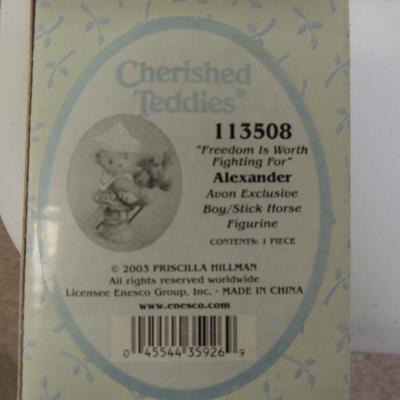 Cherished
Teddies®
113508
"Freedom Is Worth
Fighting For"
Alexander
Avon Exclusive
Boy/Stick Horse
Figurine
CONTENTS: 1 PIECE
© 2003 PRISCILLA HILLMAN
All rights reserved worldwide
Licensee Enesco Group, Inc. • MADE IN CHINA
www.enesco.com
0 45544 35926 9